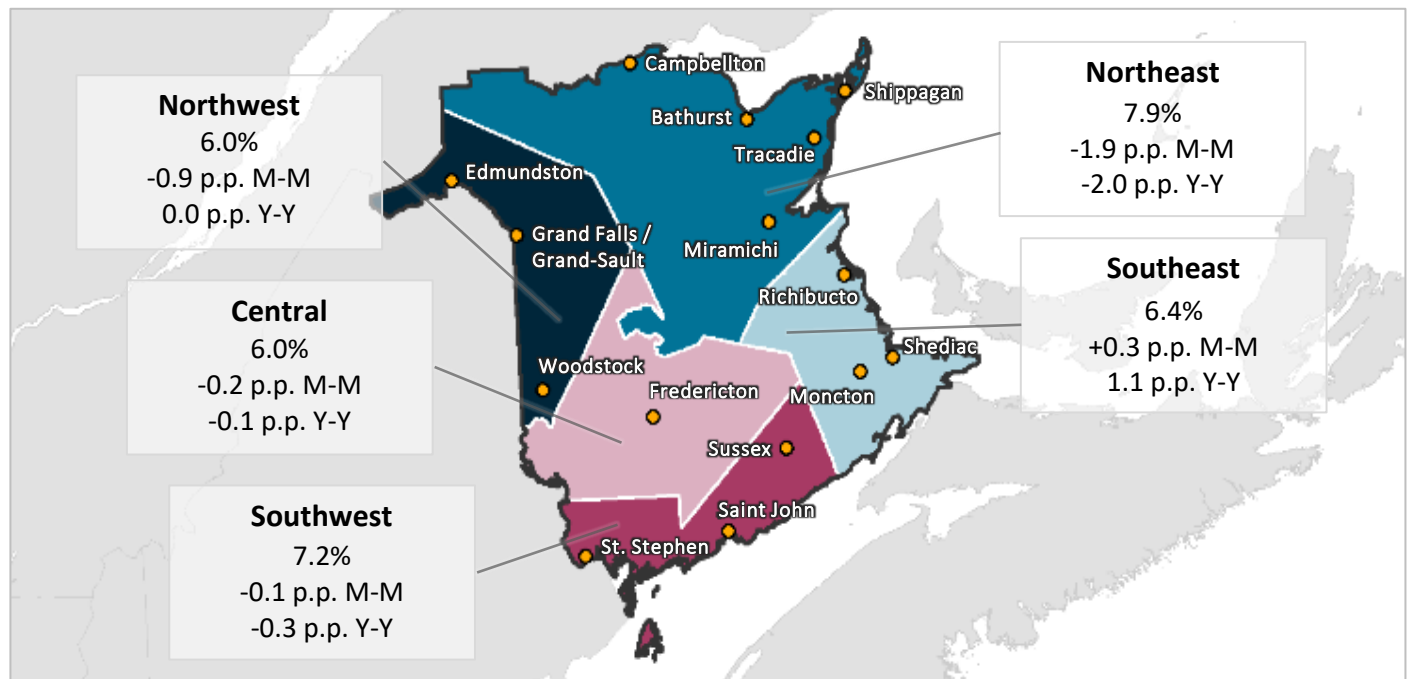 Northwest
6.0%
-0.9 p.p. M-M
0.0 p.p. Y-Y
Central
6.0%
-0.2 p.p. M-M
-0.1 p.p. Y-Y
Southwest
7.2%
-0.1 p.p. M-M
-0.3 p.p. Y-Y
Campbellton
Shippagan
Bathurst
Tracadie
Edmundston
Grand Falls /
Grand-Sault
Miramichi
Richibucto
Shediac
Woodstock
Fredericton
Moncton
Sussex
Saint John
St. Stephen
Northeast
7.9%
-1.9 p.p. M-M
-2.0 p.p. Y-Y
Southeast
6.4%
+0.3 p.p. M-M
1.1 p.p. Y-Y